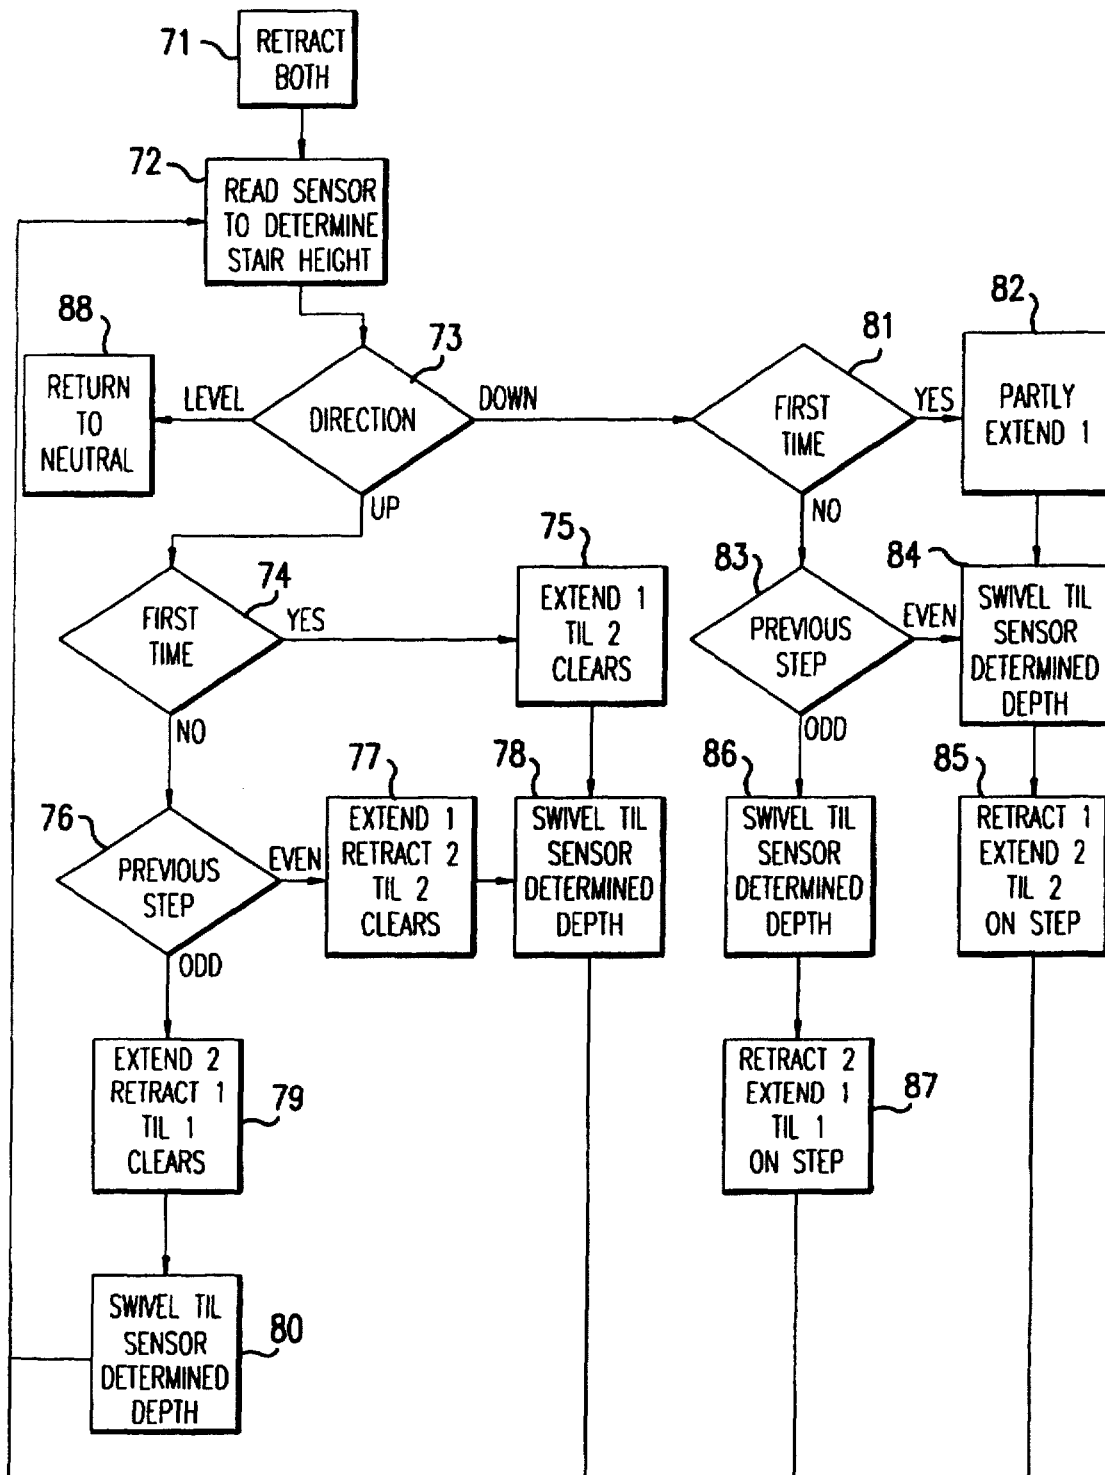 71
RETRACT
BOTH
72
READ SENSOR
TO DETERMINE
STAIR HEIGHT
88
RETURN
TO
NEUTRAL
LEVEL
73
DIRECTION
DOWN
UP
81
FIRST
TIME
YES
NO
82
PARTLY
EXTEND 1
74
FIRST
TIME
YES
NO
75
EXTEND 1
TIL 2
CLEARS
83
PREVIOUS
STEP
EVEN
ODD
84
SWIVEL TIL
SENSOR
DETERMINED
DEPTH
76
PREVIOUS
STEP
EVEN
ODD
77
EXTEND 1
RETRACT 2
TIL 2
CLEARS
78
SWIVEL TIL
SENSOR
DETERMINED
DEPTH
86
SWIVEL TIL
SENSOR
DETERMINED
DEPTH
85
RETRACT 1
EXTEND 2
TIL 2
ON STEP
EXTEND 2
RETRACT 1
TIL 1
CLEARS
79
RETRACT 2
EXTEND 1
TIL 1
ON STEP
87
SWIVEL TIL
SENSOR
DETERMINED
DEPTH
80